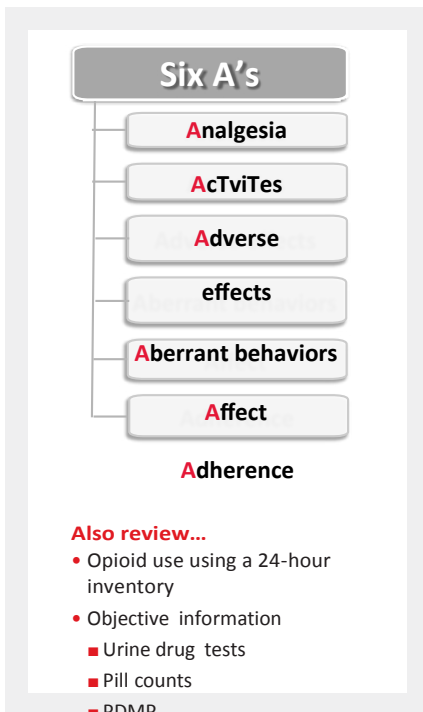 Six A's
Analgesia
AcTviTes
Adverse
effects
Aberrant behaviors
Affect
Adherence
Also review...
• Opioid use using a 24-hour
inventory
• Objective information
■ Urine drug tests
■ Pill counts
■ PDMP